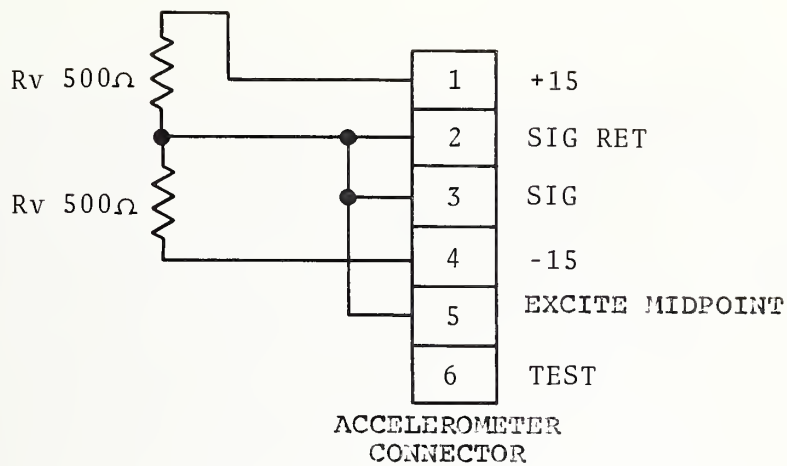 Rv 500Ω
1 +15
2 SIG RET
Rv 500Ω
3 SIG
4 -15
5 EXCITE MIDPOINT
6 TEST
ACCELEROMETER
CONNECTOR